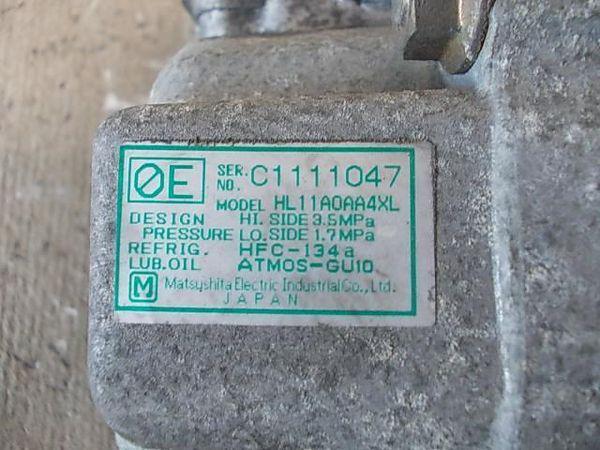 ØE
SER. NO. C1111047
MODEL HL11A0AA4XL
DESIGN HI. SIDE 3.5MPa
PRESSURE LO. SIDE 1.7MPa
REFRIG. HFC-134a
LUB.OIL ATMOS-GU10
M Matsushita Electric Industrial Co., Ltd.
JAPAN